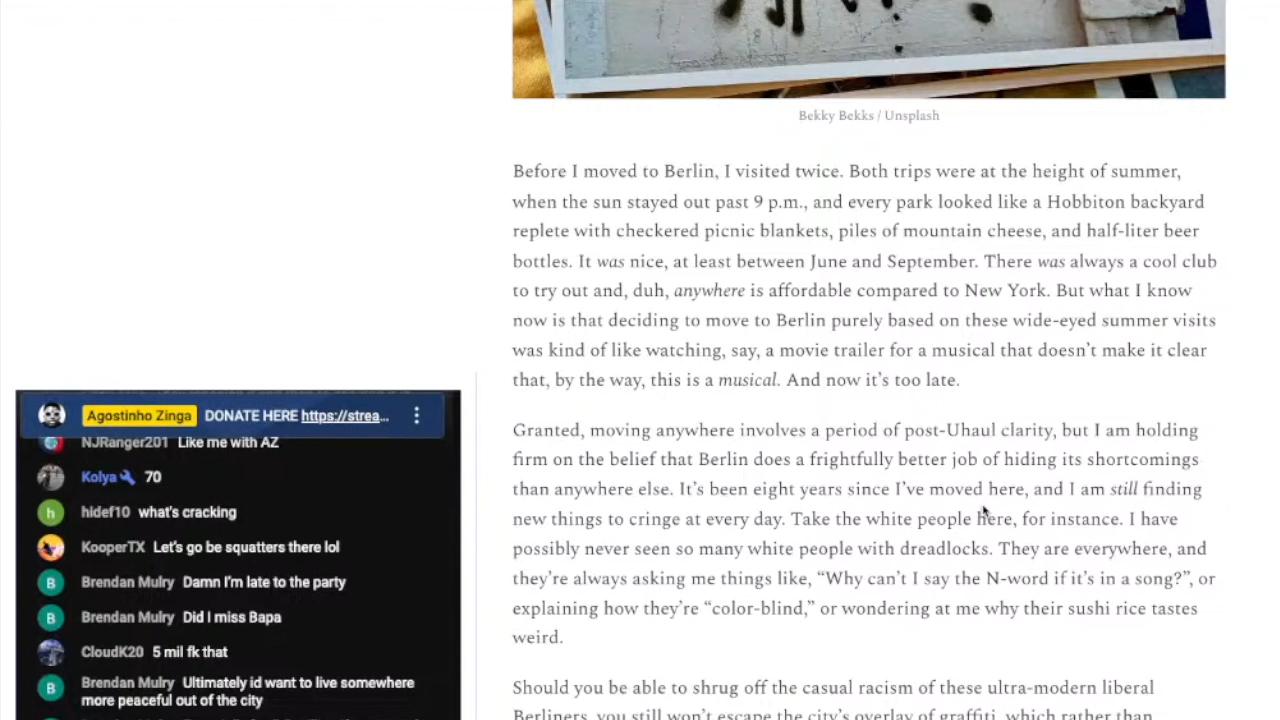 Bekky Bekks / Unsplash
Before I moved to Berlin, I visited twice. Both trips were at the height of summer,
when the sun stayed out past 9 p.m., and every park looked like a Hobbiton backyard
replete with checkered picnic blankets, piles of mountain cheese, and half-liter beer
bottles. It was nice, at least between June and September. There was always a cool club
to try out and, duh, anywhere is affordable compared to New York. But what I know
now is that deciding to move to Berlin purely based on these wide-eyed summer visits
was kind of like watching, say, a movie trailer for a musical that doesn’t make it clear
that, by the way, this is a musical. And now it’s too late.
Granted, moving anywhere involves a period of post-Uhaul clarity, but I am holding
firm on the belief that Berlin does a frightfully better job of hiding its shortcomings
than anywhere else. It’s been eight years since I’ve moved here, and I am still finding
new things to cringe at every day. Take the white people here, for instance. I have
possibly never seen so many white people with dreadlocks. They are everywhere, and
they’re always asking me things like, “Why can’t I say the N-word if it’s in a song?”, or
explaining how they’re “color-blind,” or wondering at me why their sushi rice tastes
weird.
Should you be able to shrug off the casual racism of these ultra-modern liberal
Berliners, you still won’t escape the city’s overlay of graffiti, which rather than
Agostinho Zinga DONATE HERE https://strea...
NJRanger201 Like me with AZ
Kolya 70
h hidef10 what's cracking
KooperTX Let's go be squatters there lol
B Brendan Mulry Damn I'm late to the party
B Brendan Mulry Did I miss Bapa
CloudK20 5 mil fk that
B Brendan Mulry Ultimately id want to live somewhere
more peaceful out of the city